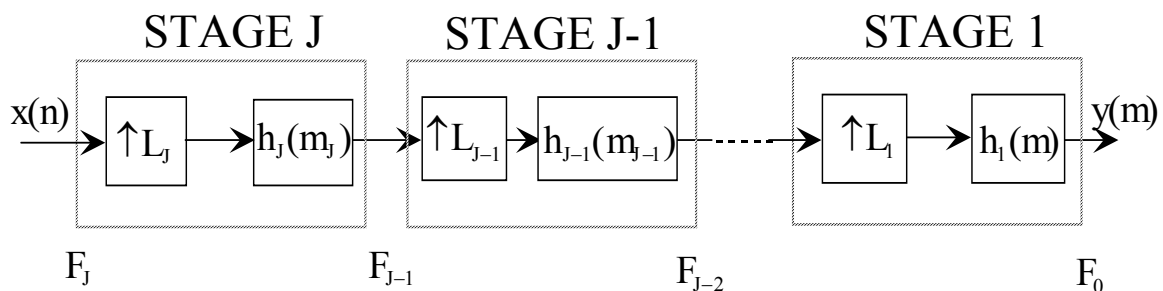 STAGE J STAGE J-1 STAGE 1
x(n) ↑L_J h_J(m_J) ↑L_{J-1} h_{J-1}(m_{J-1}) ↑L_1 h_1(m) y(m)
F_J F_{J-1} F_{J-2} F_0